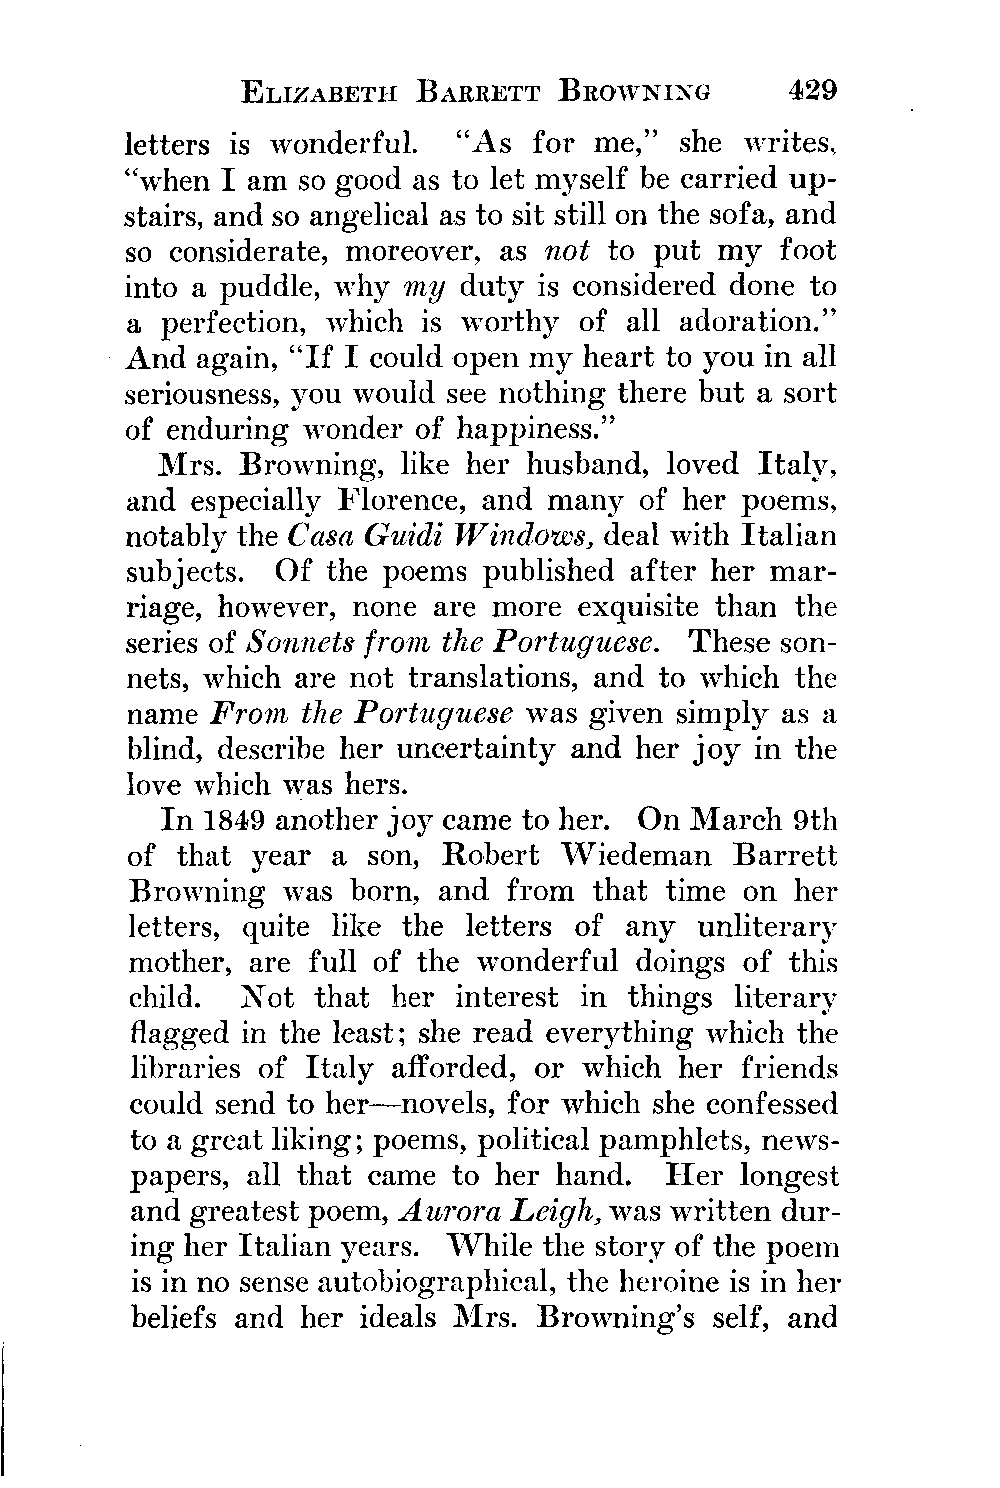 ELIZABETH BARRETT BROWNING 429
letters is wonderful. “As for me,” she writes,
“when I am so good as to let myself be carried up-
stairs, and so angelical as to sit still on the sofa, and
so considerate, moreover, as not to put my foot
into a puddle, why my duty is considered done to
a perfection, which is worthy of all adoration.”
And again, “If I could open my heart to you in all
seriousness, you would see nothing there but a sort
of enduring wonder of happiness.”
Mrs. Browning, like her husband, loved Italy,
and especially Florence, and many of her poems,
notably the Casa Guidi Windows, deal with Italian
subjects. Of the poems published after her mar-
riage, however, none are more exquisite than the
series of Sonnets from the Portuguese. These son-
nets, which are not translations, and to which the
name From the Portuguese was given simply as a
blind, describe her uncertainty and her joy in the
love which was hers.
In 1849 another joy came to her. On March 9th
of that year a son, Robert Wiedeman Barrett
Browning was born, and from that time on her
letters, quite like the letters of any unliterary
mother, are full of the wonderful doings of this
child. Not that her interest in things literary
flagged in the least; she read everything which the
libraries of Italy afforded, or which her friends
could send to her—novels, for which she confessed
to a great liking; poems, political pamphlets, news-
papers, all that came to her hand. Her longest
and greatest poem, Aurora Leigh, was written dur-
ing her Italian years. While the story of the poem
is in no sense autobiographical, the heroine is in her
beliefs and her ideals Mrs. Browning’s self, and